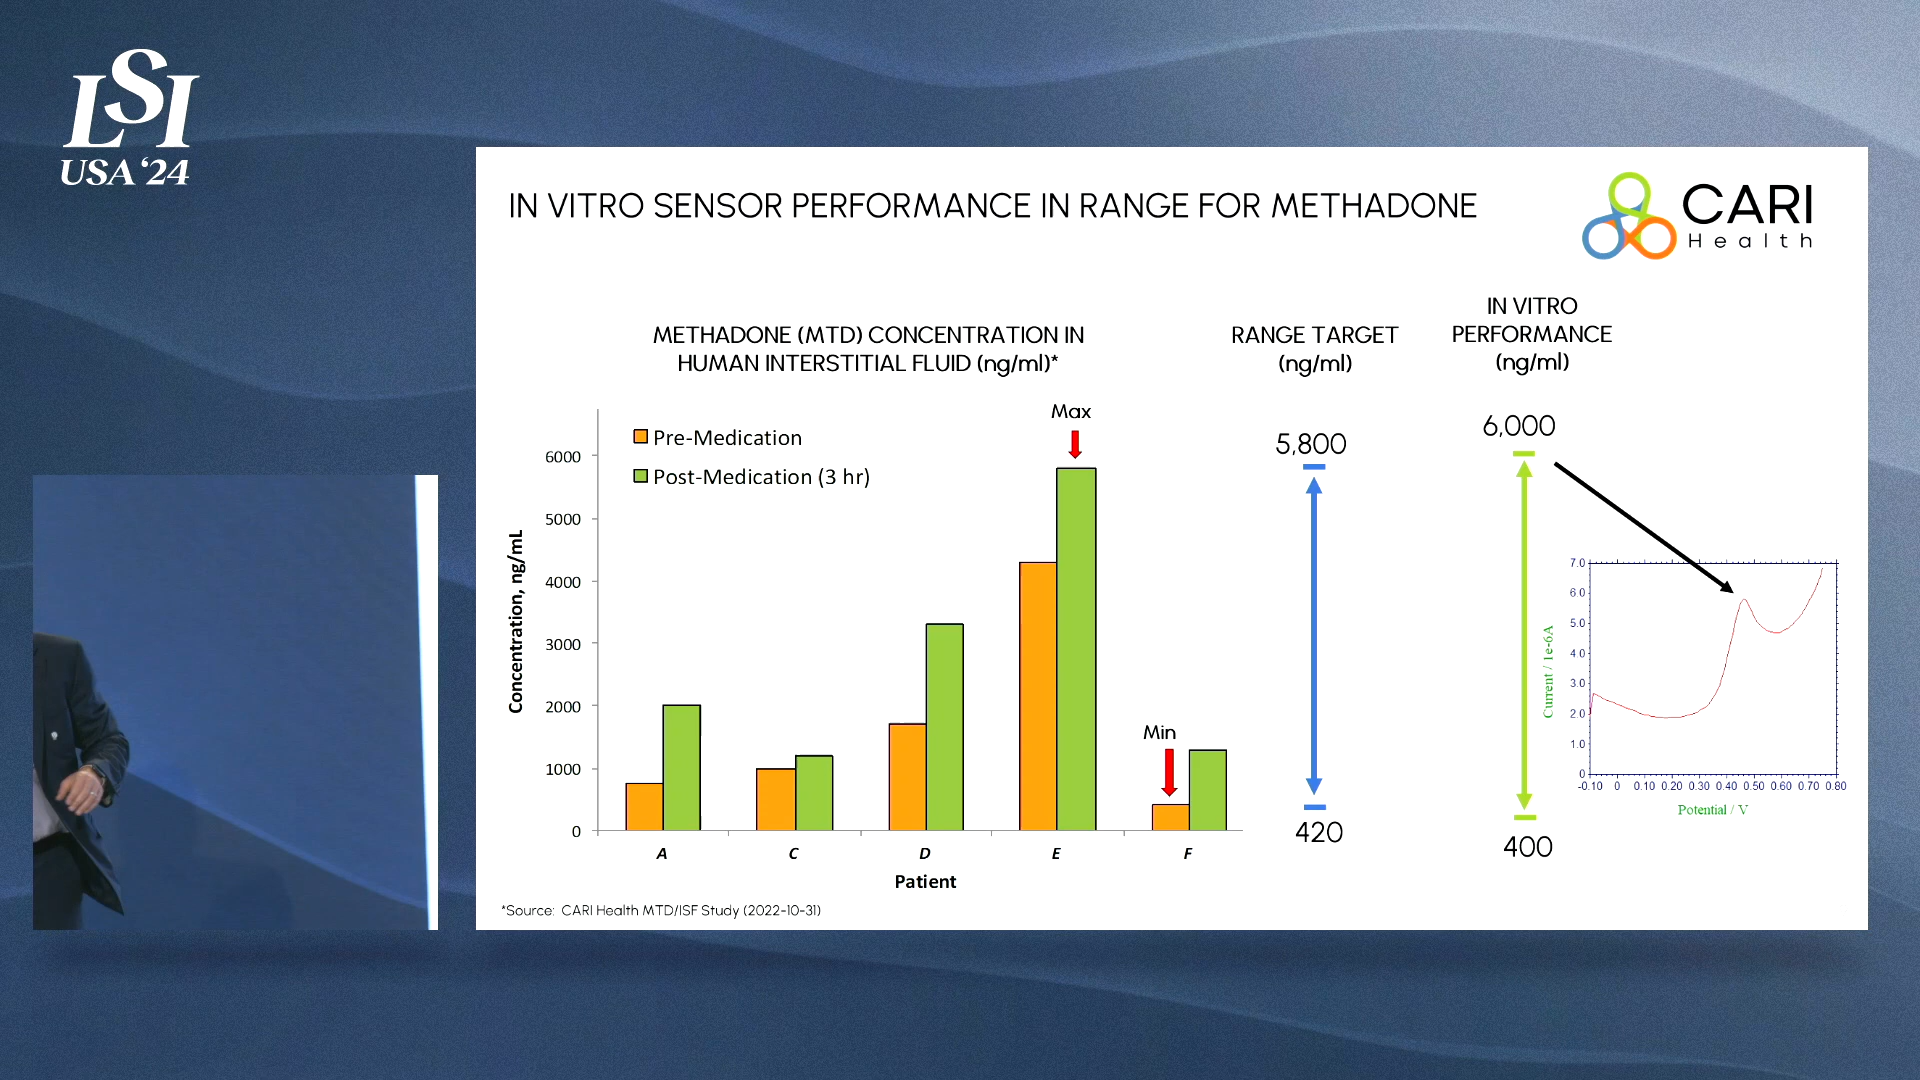 LSI
USA '24
IN VITRO SENSOR PERFORMANCE IN RANGE FOR METHADONE
CARI
Health
METHADONE (MTD) CONCENTRATION IN
HUMAN INTERSTITIAL FLUID (ng/ml)*
RANGE TARGET
(ng/ml)
IN VITRO
PERFORMANCE
(ng/ml)
Pre-Medication
Post-Medication (3 hr)
Max
Min
Concentration, ng/mL
6000
5000
4000
3000
2000
1000
0
A C D E F
Patient
5,800
420
6,000
400
Current / 1e-6A
7.0
6.0
5.0
4.0
3.0
2.0
1.0
0
-0.10 0 0.10 0.20 0.30 0.40 0.50 0.60 0.70 0.80
Potential / V
*Source: CARI Health MTD/ISF Study (2022-10-31)